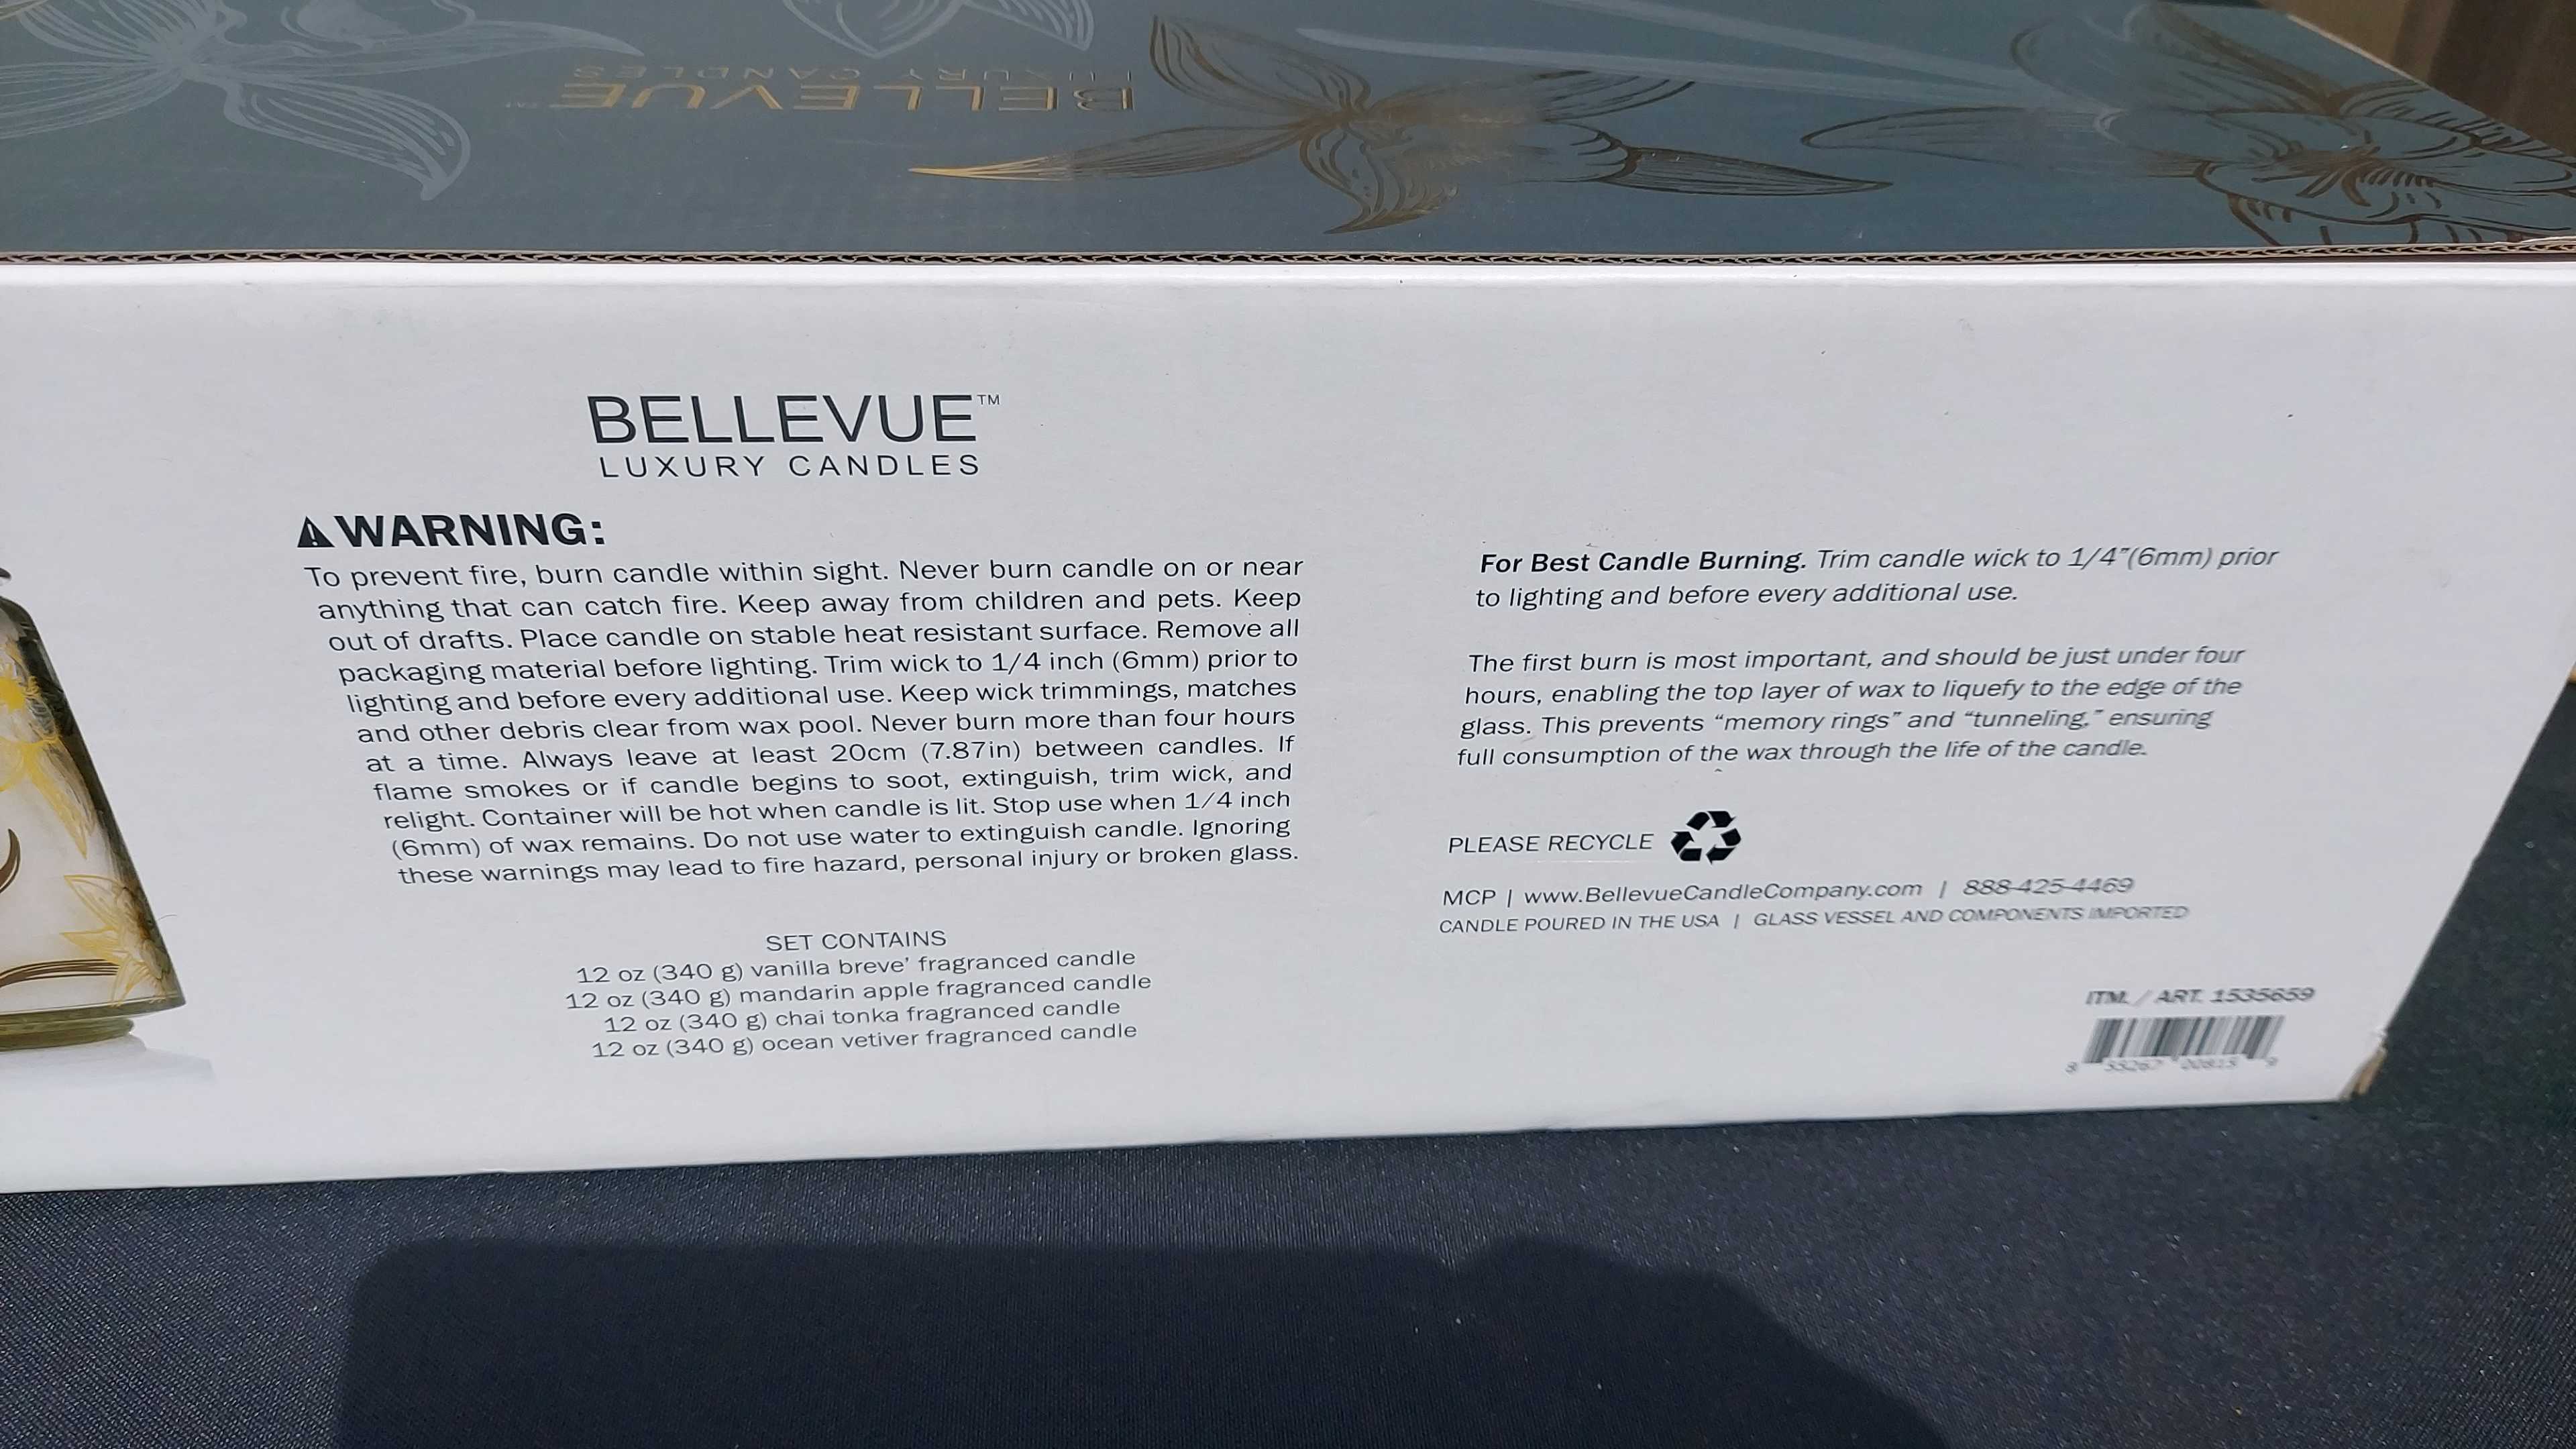 BELLEVUE™
LUXURY CANDLES
BELLEVUE™
LUXURY CANDLES
WARNING:
To prevent fire, burn candle within sight. Never burn candle on or near
anything that can catch fire. Keep away from children and pets. Keep
out of drafts. Place candle on stable heat resistant surface. Remove all
packaging material before lighting. Trim wick to 1/4 inch (6mm) prior to
lighting and before every additional use. Keep wick trimmings, matches
and other debris clear from wax pool. Never burn more than four hours
at a time. Always leave at least 20cm (7.87in) between candles. If
flame smokes or if candle begins to soot, extinguish, trim wick, and
relight. Container will be hot when candle is lit. Stop use when 1/4 inch
(6mm) of wax remains. Do not use water to extinguish candle. Ignoring
these warnings may lead to fire hazard, personal injury or broken glass.
SET CONTAINS
12 oz (340 g) vanilla breve' fragranced candle
12 oz (340 g) mandarin apple fragranced candle
12 oz (340 g) chai tonka fragranced candle
12 oz (340 g) ocean vetiver fragranced candle
For Best Candle Burning. Trim candle wick to 1/4"(6mm) prior
to lighting and before every additional use.
The first burn is most important, and should be just under four
hours, enabling the top layer of wax to liquefy to the edge of the
glass. This prevents “memory rings” and “tunneling,” ensuring
full consumption of the wax through the life of the candle.
PLEASE RECYCLE
MCP | www.BellevueCandleCompany.com | 888-425-4469
CANDLE POURED IN THE USA | GLASS VESSEL AND COMPONENTS IMPORTED
ITM. / ART. 1535659